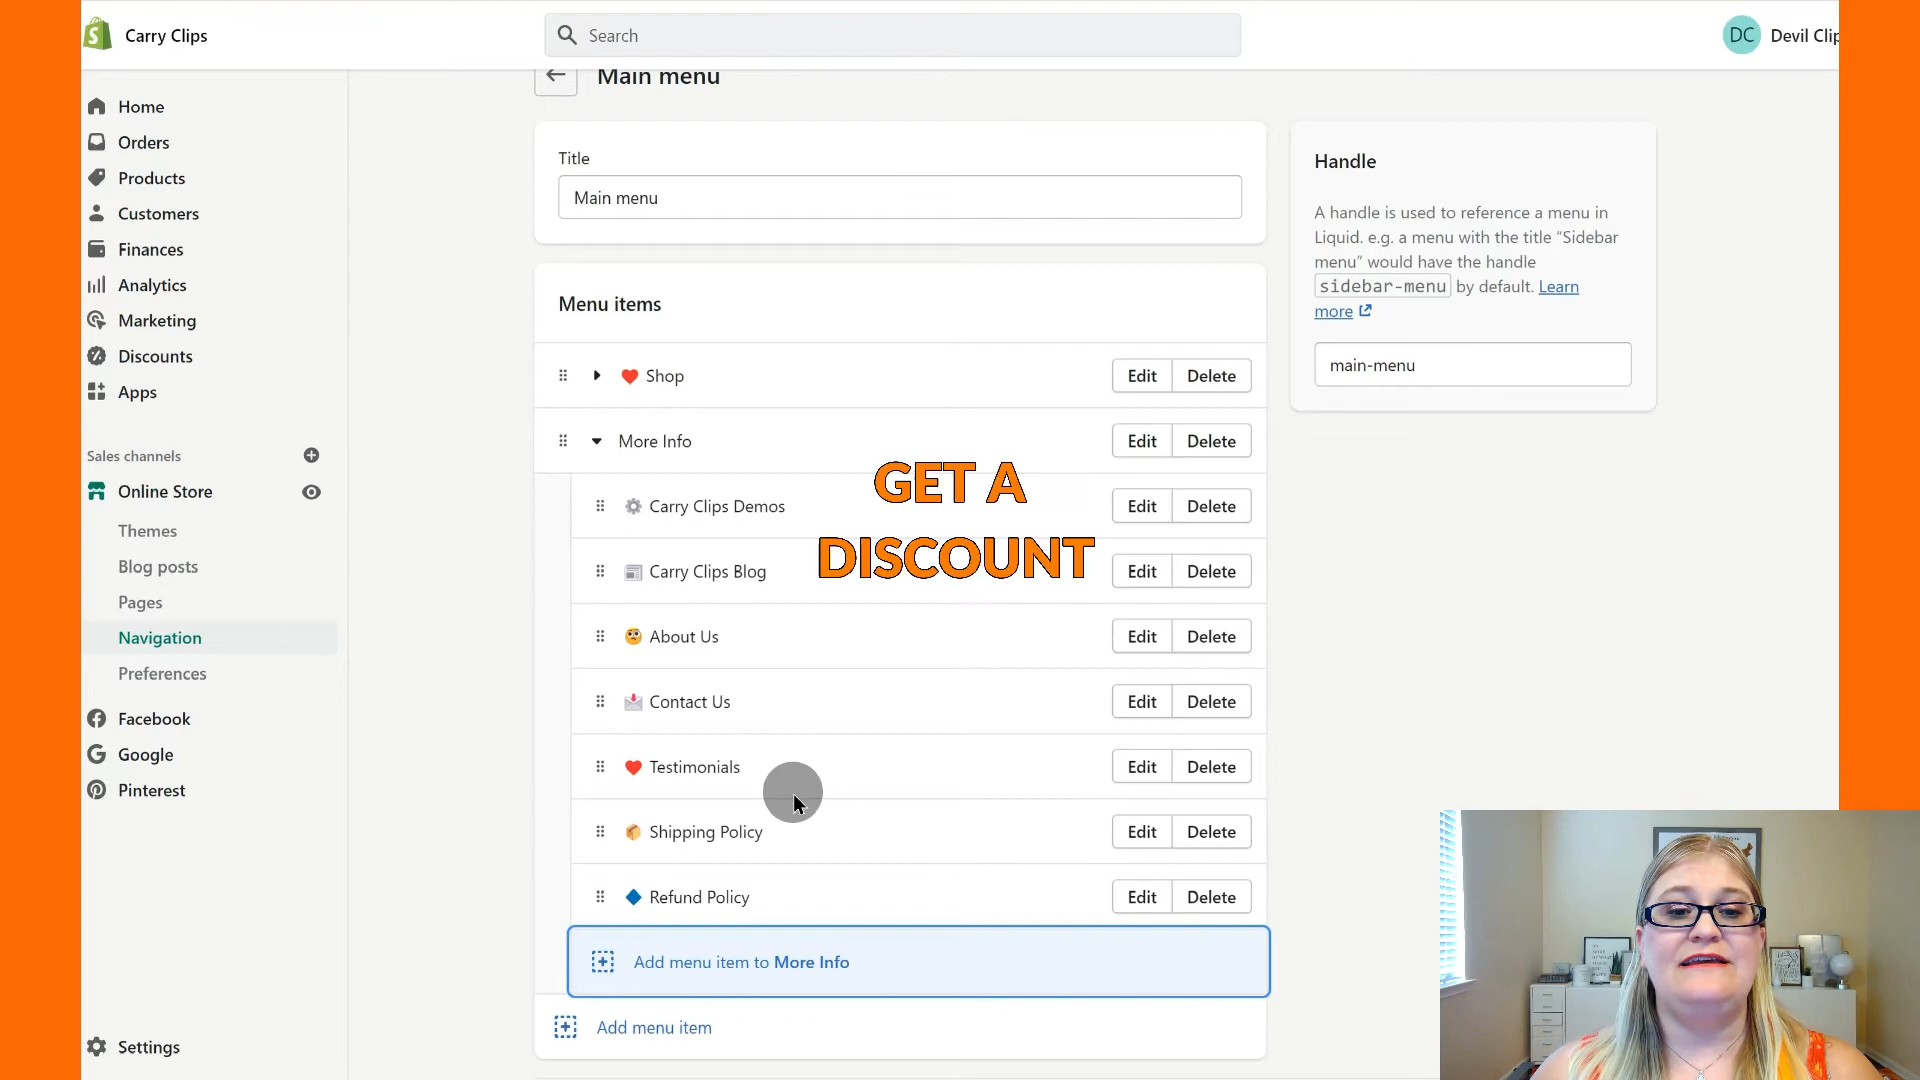 Carry Clips
Search
DC
Devil Clip
Main menu
Home
Orders
Products
Customers
Finances
Analytics
Marketing
Discounts
Apps
Sales channels
Online Store
Themes
Blog posts
Pages
Navigation
Preferences
Facebook
Google
Pinterest
Settings
Title
Main menu
Menu items
Shop
Edit
Delete
More Info
Edit
Delete
Carry Clips Demos
Edit
Delete
Carry Clips Blog
Edit
Delete
About Us
Edit
Delete
Contact Us
Edit
Delete
Testimonials
Edit
Delete
Shipping Policy
Edit
Delete
Refund Policy
Edit
Delete
Add menu item to More Info
Add menu item
GET A
DISCOUNT
Handle
A handle is used to reference a menu in
Liquid. e.g. a menu with the title “Sidebar
menu” would have the handle
sidebar-menu by default. Learn
more
main-menu